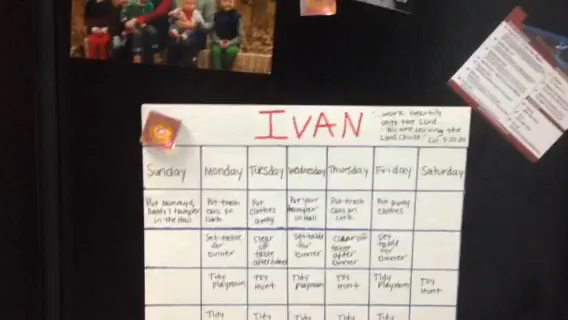 IVAN
"...work heartily
unto the Lord
...You are serving the
Lord Christ."
Col 3:23-25
Sunday Monday Tuesday Wednesday Thursday Friday Saturday
Put Mommy &
Daddy's hamper
in the hall
Put trash
cans on
curb
Put
clothes
away
Put your
hamper
in hall
Put trash
cans on
curb
Put away
clothes
Set table
for
dinner
Clear
off
table
after dinner
Set table
for
dinner
Clear off
table
after
dinner
Set
table
for
dinner
Tidy
playroom
Toy
Hunt
Tidy
playroom
Toy
Hunt
Tidy
playroom
Toy
Hunt
Tidy Tidy Tidy Tidy Tidy